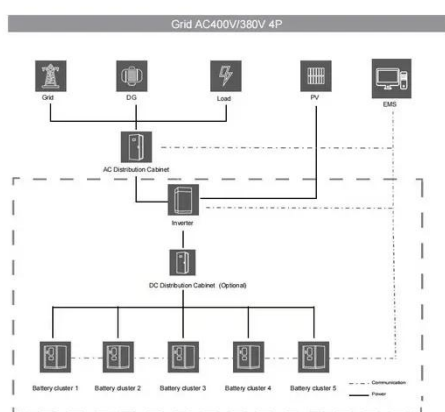 Grid AC400V/380V 4P
Grid
DG
Load
PV
EMS
AC Distribution Cabinet
Inverter
DC Distribution Cabinet (Optional)
Battery cluster 1
Battery cluster 2
Battery cluster 3
Battery cluster 4
Battery cluster 5
Communication
Power